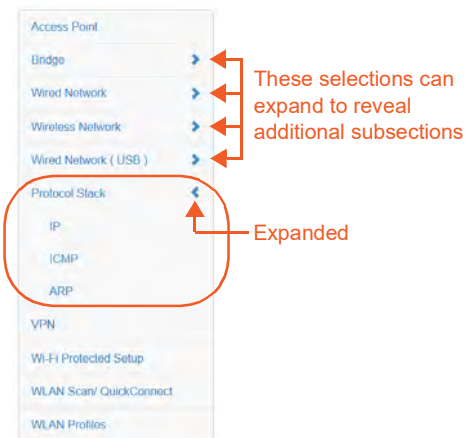 Access Point
Bridge
Wired Network
Wireless Network
Wired Network ( USB )
These selections can
expand to reveal
additional subsections
Protocol Stack
IP
Expanded
ICMP
ARP
VPN
Wi-Fi Protected Setup
WLAN Scan/ QuickConnect
WLAN Profiles